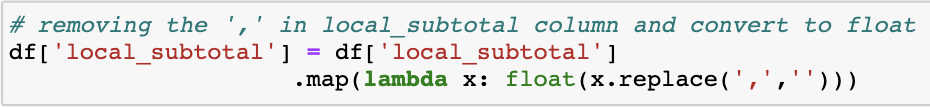 # removing the ',' in local_subtotal column and convert to float
df['local_subtotal'] = df['local_subtotal']
                      .map(lambda x: float(x.replace(',','')))